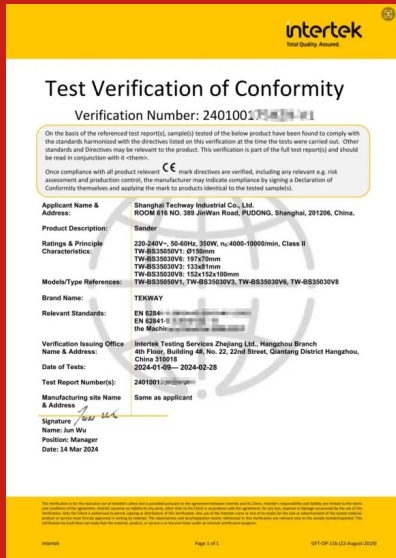 intertek
Total Quality. Assured.
Test Verification of Conformity
Verification Number: 2401001
On the basis of the referenced test report(s), sample(s) tested of the below product have been found to comply with
the standards harmonized with the directives listed on this verification at the time the tests were carried out. Other
standards and Directives may be relevant to the product. This verification is part of the full test report(s) and should
be read in conjunction with it <them>.
Once compliance with all product relevant CE mark directives are verified, including any relevant e.g. risk
assessment and production control, the manufacturer may indicate compliance by signing a Declaration of
Conformity themselves and applying the mark to products identical to the tested sample(s).
Applicant Name & Address: Shanghai Techway Industrial Co., Ltd.
ROOM 616 NO. 389 JinWan Road, PUDONG, Shanghai, 201206, China.
Product Description: Sander
Ratings & Principle Characteristics: 220-240V~, 50-60Hz, 350W, n₀:4000-10000/min, Class II
TW-BS35050V1: Ø150mm
TW-BS35030V6: 197x70mm
TW-BS35030V3: 133x81mm
TW-BS35030V8: 152x152x100mm
Models/Type References: TW-BS35050V1, TW-BS35030V3, TW-BS35030V6, TW-BS35030V8
Brand Name: TEKWAY
Relevant Standards: EN 6284
EN 62841-
the Machin
Verification Issuing Office Name & Address: Intertek Testing Services Zhejiang Ltd., Hangzhou Branch
4th Floor, Building 4#, No. 22, 22nd Street, Qiantang District Hangzhou,
China 310018
Date of Tests: 2024-01-09— 2024-02-28
Test Report Number(s): 2401001
Manufacturing site Name & Address Same as applicant
Signature
Name: Jun Wu
Position: Manager
Date: 14 Mar 2024
Intertek
Page 1 of 1
GFT-OP-11b (22-August-2019)